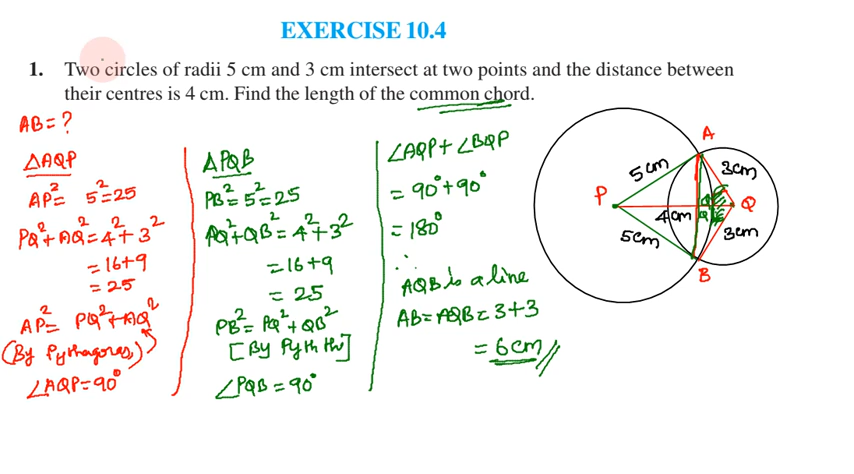 EXERCISE 10.4
1. Two circles of radii 5 cm and 3 cm intersect at two points and the distance between
their centres is 4 cm. Find the length of the common chord.
AB = ?
△AQP
AP² = 5² = 25
PQ² + AQ² = 4² + 3²
= 16 + 9
= 25
AP² = PQ² + AQ²
(By Pythagores)
∠AQP = 90°
△PQB
PB² = 5² = 25
PQ² + QB² = 4² + 3²
= 16 + 9
= 25
PB² = PQ² + QB²
[By Pyth thr]
∠PQB = 90°
∠AQP + ∠BQP
= 90° + 90°
= 180°
∴
AQB is a line
AB = AQB = 3 + 3
= 6cm //
A
5cm
3cm
P
Q
4cm
5cm
3cm
B